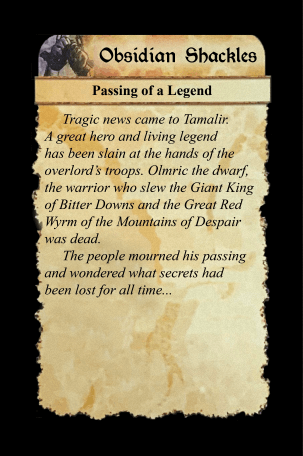 Obsidian Shackles
Passing of a Legend
Tragic news came to Tamalir.
A great hero and living legend
has been slain at the hands of the
overlord's troops. Olmric the dwarf,
the warrior who slew the Giant King
of Bitter Downs and the Great Red
Wyrm of the Mountains of Despair
was dead.
The people mourned his passing
and wondered what secrets had
been lost for all time...